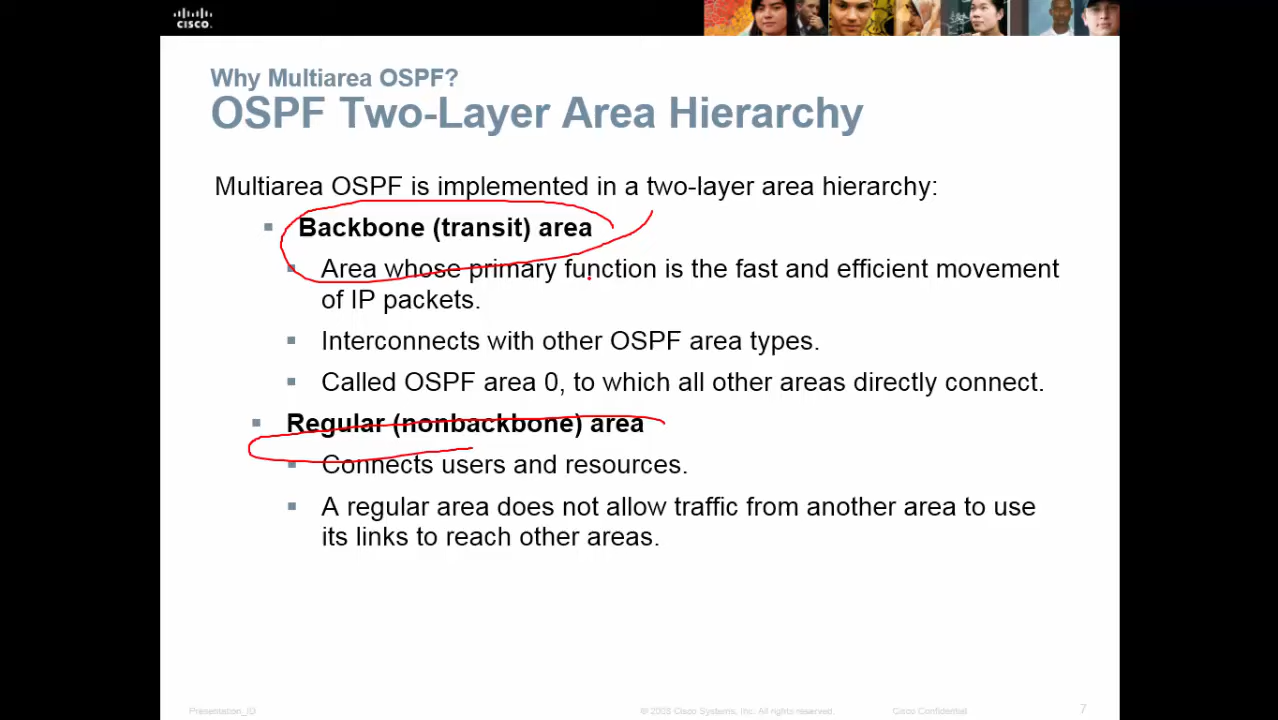 CISCO.
Why Multiarea OSPF?
OSPF Two-Layer Area Hierarchy
Multiarea OSPF is implemented in a two-layer area hierarchy:
Backbone (transit) area
Area whose primary function is the fast and efficient movement
of IP packets.
Interconnects with other OSPF area types.
Called OSPF area 0, to which all other areas directly connect.
Regular (nonbackbone) area
Connects users and resources.
A regular area does not allow traffic from another area to use
its links to reach other areas.
Presentation_ID
© 2008 Cisco Systems, Inc. All rights reserved.
Cisco Confidential
7